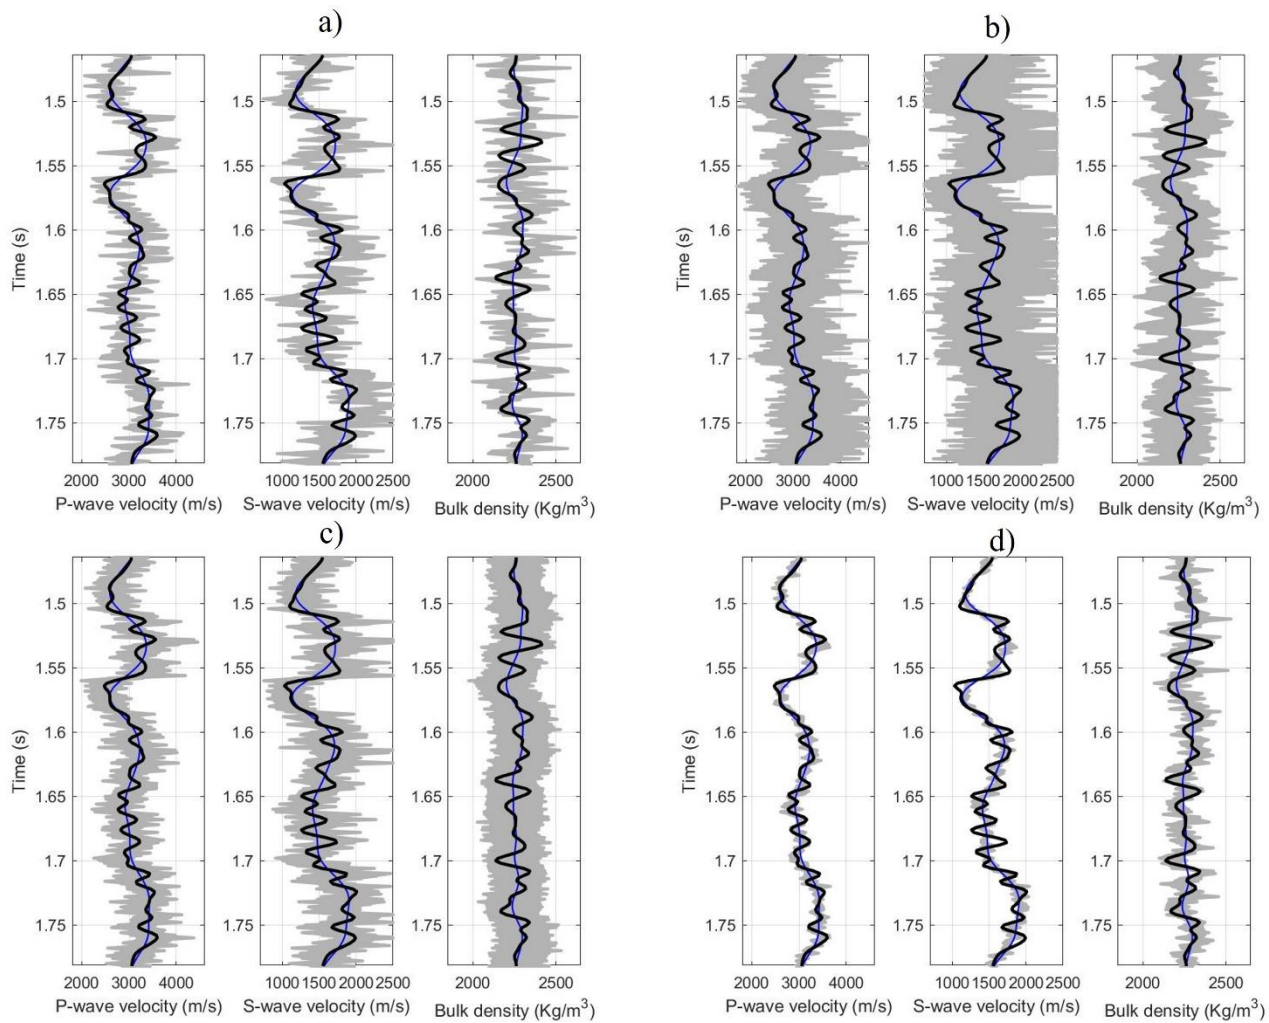 a)
1.5
1.55
1.6
1.65
1.7
1.75
Time (s)
2000 3000 4000
P-wave velocity (m/s)
1000 1500 2000 2500
S-wave velocity (m/s)
2000 2500
Bulk density (Kg/m³)
b)
1.5
1.55
1.6
1.65
1.7
1.75
Time (s)
2000 3000 4000
P-wave velocity (m/s)
1000 1500 2000 2500
S-wave velocity (m/s)
2000 2500
Bulk density (Kg/m³)
c)
1.5
1.55
1.6
1.65
1.7
1.75
Time (s)
2000 3000 4000
P-wave velocity (m/s)
1000 1500 2000 2500
S-wave velocity (m/s)
2000 2500
Bulk density (Kg/m³)
d)
1.5
1.55
1.6
1.65
1.7
1.75
Time (s)
2000 3000 4000
P-wave velocity (m/s)
1000 1500 2000 2500
S-wave velocity (m/s)
2000 2500
Bulk density (Kg/m³)